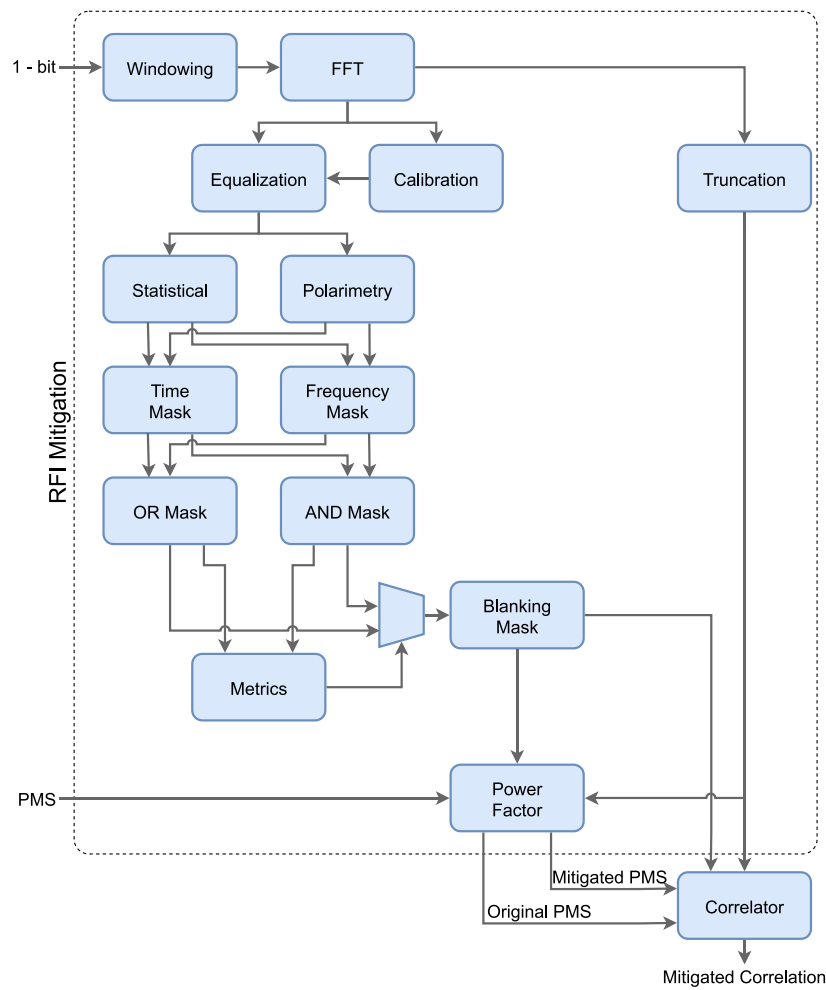 1 - bit
Windowing
FFT
Equalization
Calibration
Truncation
Statistical
Polarimetry
Time
Mask
Frequency
Mask
RFI Mitigation
OR Mask
AND Mask
Blanking
Mask
Metrics
PMS
Power
Factor
Mitigated PMS
Original PMS
Correlator
Mitigated Correlation